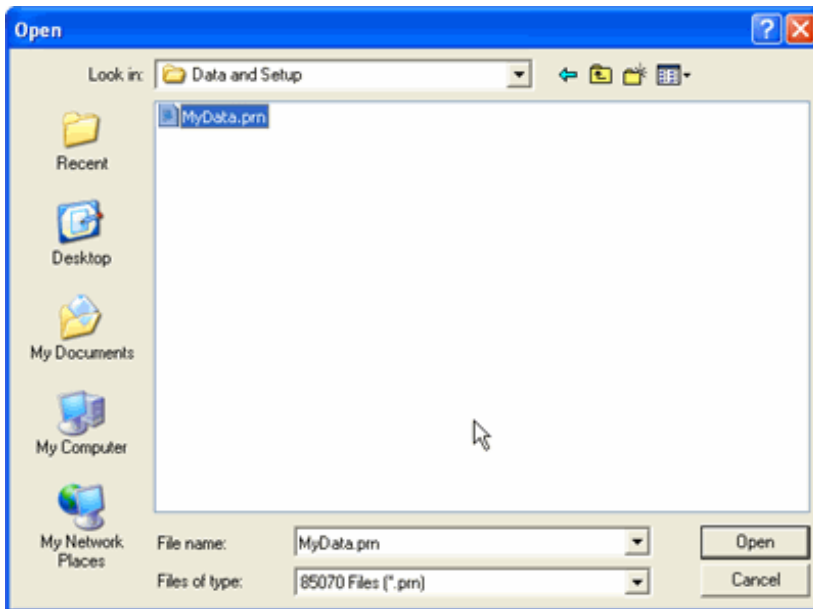 Open
Look in: Data and Setup
MyData.prn
Recent
Desktop
My Documents
My Computer
My Network
Places
File name: MyData.prn
Open
Files of type: 85070 Files (*.prn)
Cancel